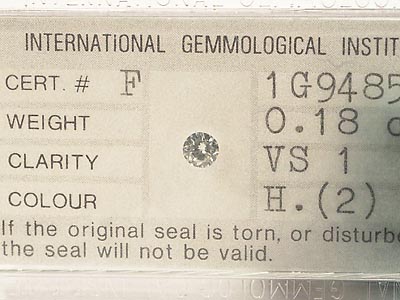 INTERNATIONAL GEMMOLOGICAL INSTIT
CERT. # F 1G9485
WEIGHT 0.18 c
CLARITY VS 1
COLOUR H.(2)
If the original seal is torn, or disturbe
the seal will not be valid.